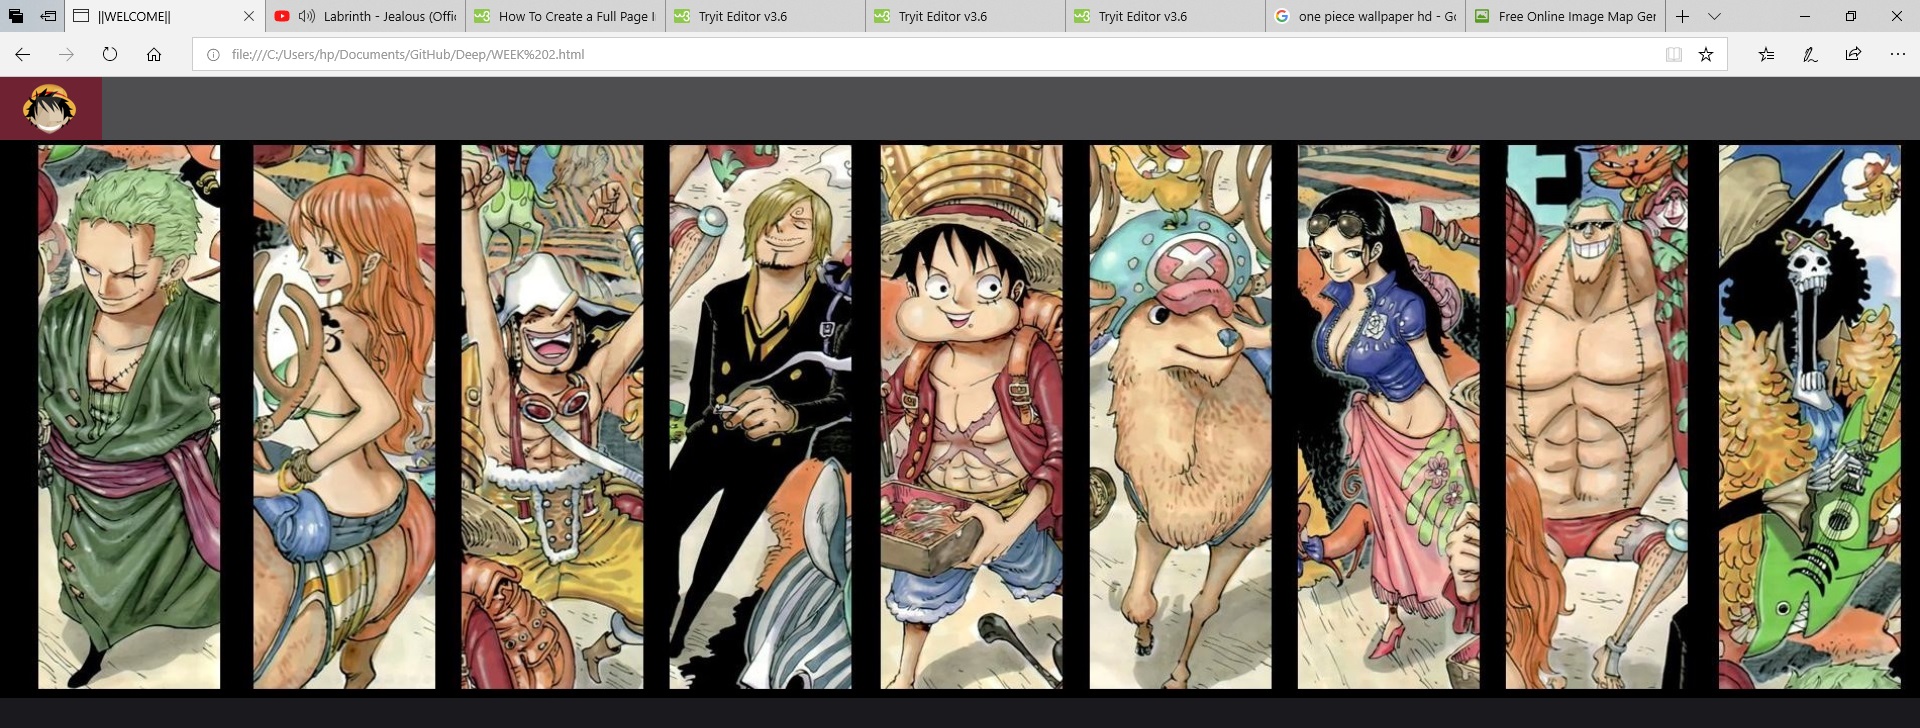 ||WELCOME||
Labrinth - Jealous (Offic
How To Create a Full Page I
Tryit Editor v3.6
Tryit Editor v3.6
Tryit Editor v3.6
one piece wallpaper hd - Go
Free Online Image Map Ger
file:///C:/Users/hp/Documents/GitHub/Deep/WEEK%202.html